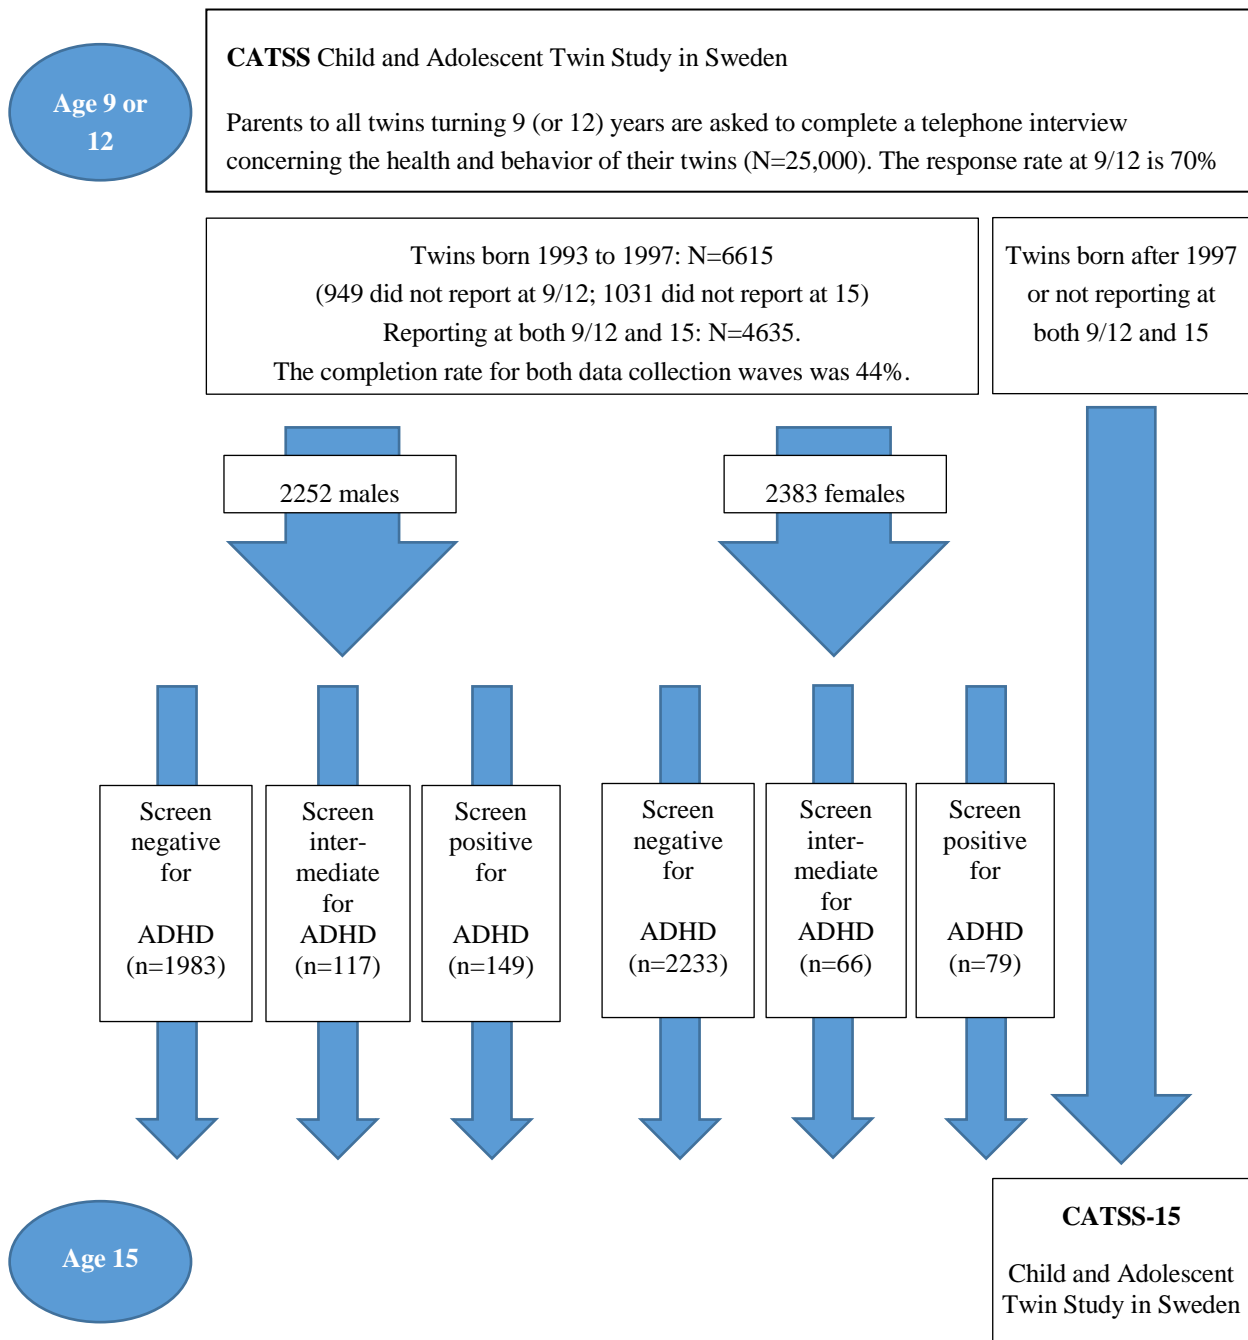 Age 9 or
12
CATSS Child and Adolescent Twin Study in Sweden
Parents to all twins turning 9 (or 12) years are asked to complete a telephone interview
concerning the health and behavior of their twins (N=25,000). The response rate at 9/12 is 70%
Twins born 1993 to 1997: N=6615
(949 did not report at 9/12; 1031 did not report at 15)
Reporting at both 9/12 and 15: N=4635.
The completion rate for both data collection waves was 44%.
Twins born after 1997
or not reporting at
both 9/12 and 15
2252 males
2383 females
Screen
negative
for
ADHD
(n=1983)
Screen
inter-
mediate
for
ADHD
(n=117)
Screen
positive
for
ADHD
(n=149)
Screen
negative
for
ADHD
(n=2233)
Screen
inter-
mediate
for
ADHD
(n=66)
Screen
positive
for
ADHD
(n=79)
Age 15
CATSS-15
Child and Adolescent
Twin Study in Sweden